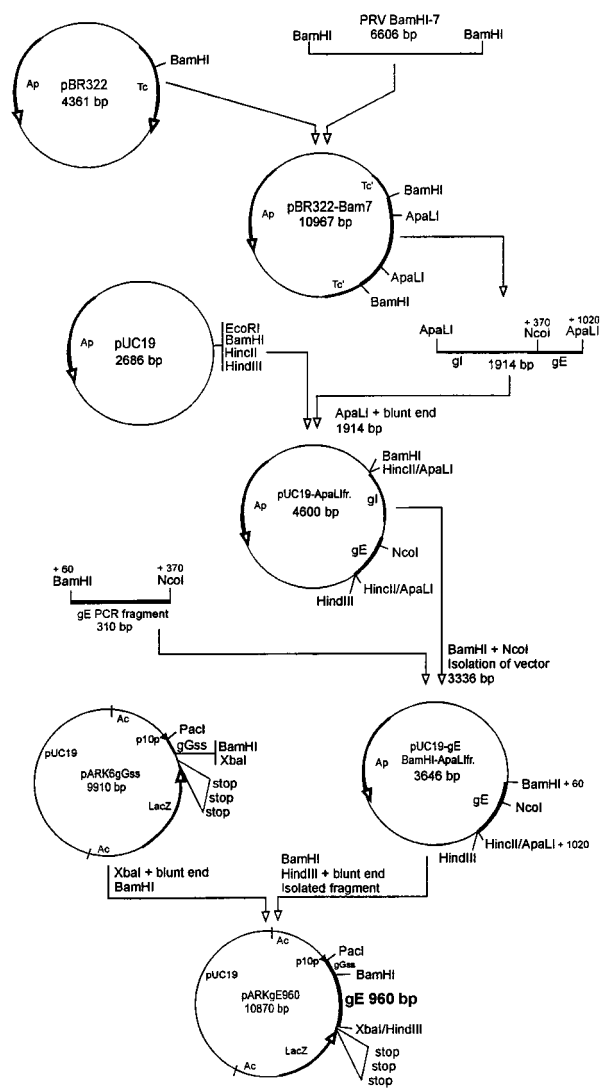 PRV BamHI-7
6606 bp
BamHI
BamHI
BamHI
Ap
pBR322
4361 bp
Tc
Tc'
BamHI
pBR322-Bam7
10967 bp
ApaLI
Ap
ApaLI
Tc'
BamHI
EcoRI
BamHI
HincII
HindIII
Ap
pUC19
2686 bp
ApaLI
+ 370
NcoI
+ 1020
ApaLI
gI
1914 bp
gE
ApaLI + blunt end
1914 bp
BamHI
HincII/ApaLI
pUC19-ApaLIfr.
4600 bp
Ap
gI
gE
NcoI
HincII/ApaLI
HindIII
+ 60
BamHI
+ 370
NcoI
gE PCR fragment
310 bp
BamHI + NcoI
Isolation of vector
3336 bp
Ac
PacI
p10p
gGss
BamHI
XbaI
pUC19
pARK6gGss
9910 bp
stop
stop
stop
LacZ
Ac
pUC19-gE
BamHI-ApaLIfr.
3646 bp
Ap
BamHI + 60
gE
NcoI
HincII/ApaLI + 1020
HindIII
XbaI + blunt end
BamHI
BamHI
HindIII + blunt end
Isolated fragment
Ac
PacI
p10p
gGss
BamHI
pUC19
pARKgE960
10870 bp
gE 960 bp
XbaI/HindIII
LacZ
Ac
stop
stop
stop